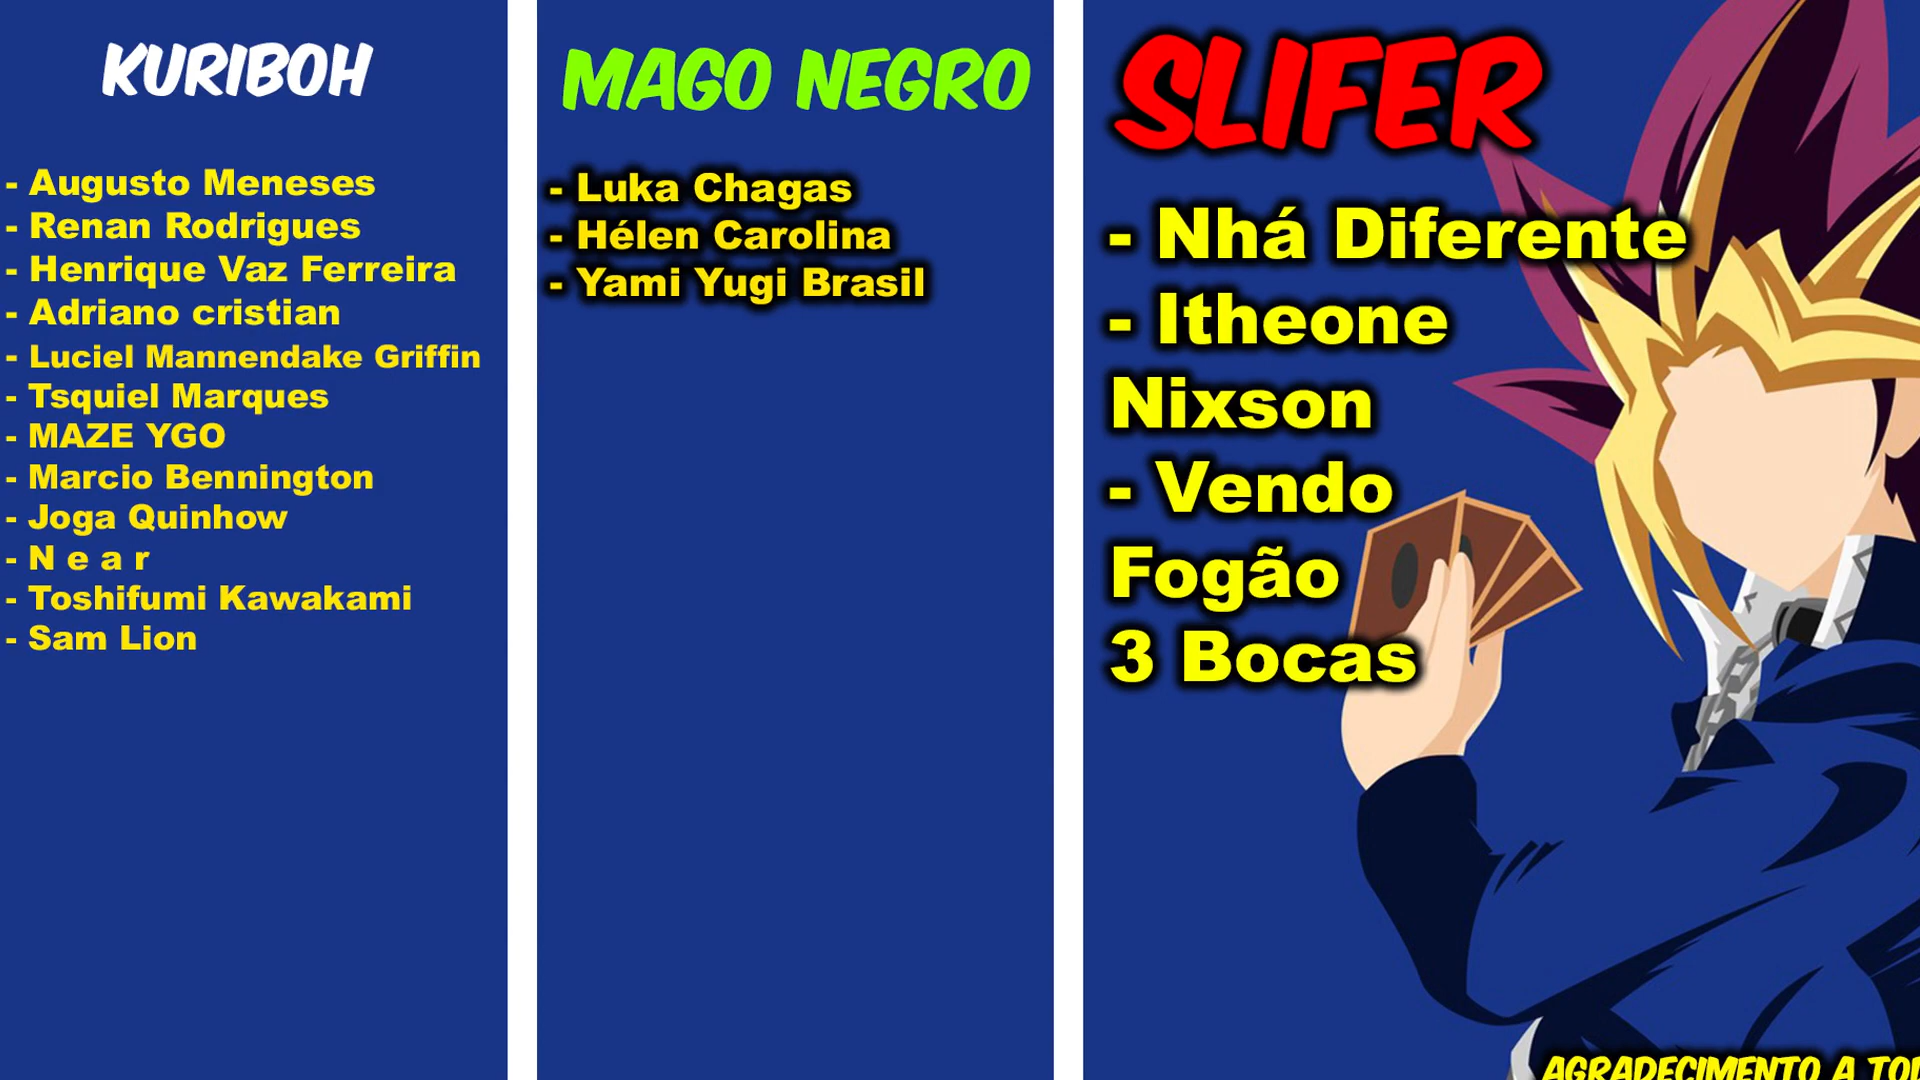 KURIBOH
- Augusto Meneses
- Renan Rodrigues
- Henrique Vaz Ferreira
- Adriano cristian
- Luciel Mannendake Griffin
- Tsquiel Marques
- MAZE YGO
- Marcio Bennington
- Joga Quinhow
- N e a r
- Toshifumi Kawakami
- Sam Lion
MAGO NEGRO
- Luka Chagas
- Hélen Carolina
- Yami Yugi Brasil
SLIFER
- Nhá Diferente
- Itheone
Nixson
- Vendo
Fogão
3 Bocas
AGRADECIMENTO A